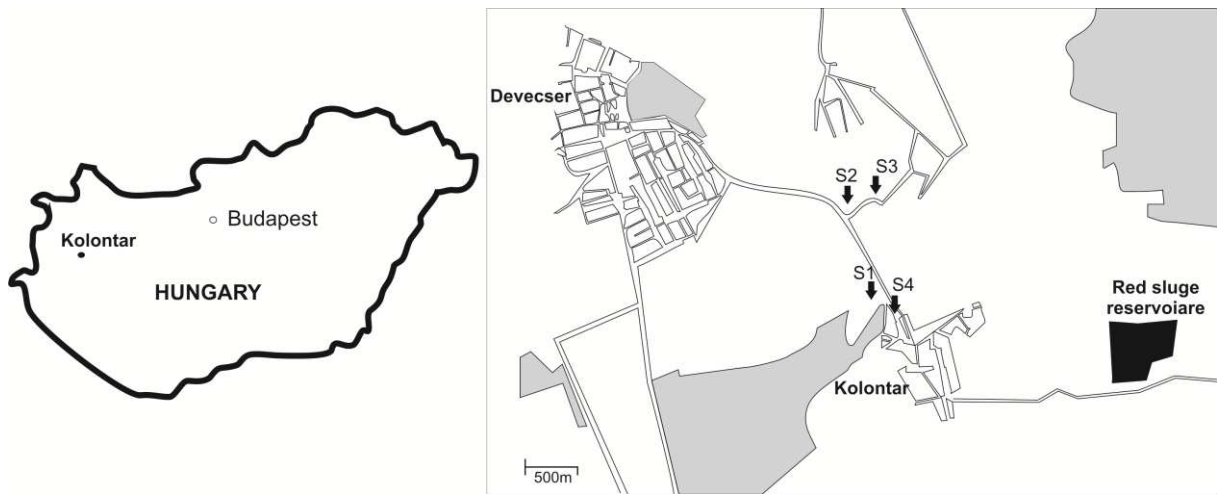 Budapest
Kolontar
HUNGARY
Devecser
S3
S2
S1
S4
Red sluge
reservoiare
Kolontar
500m